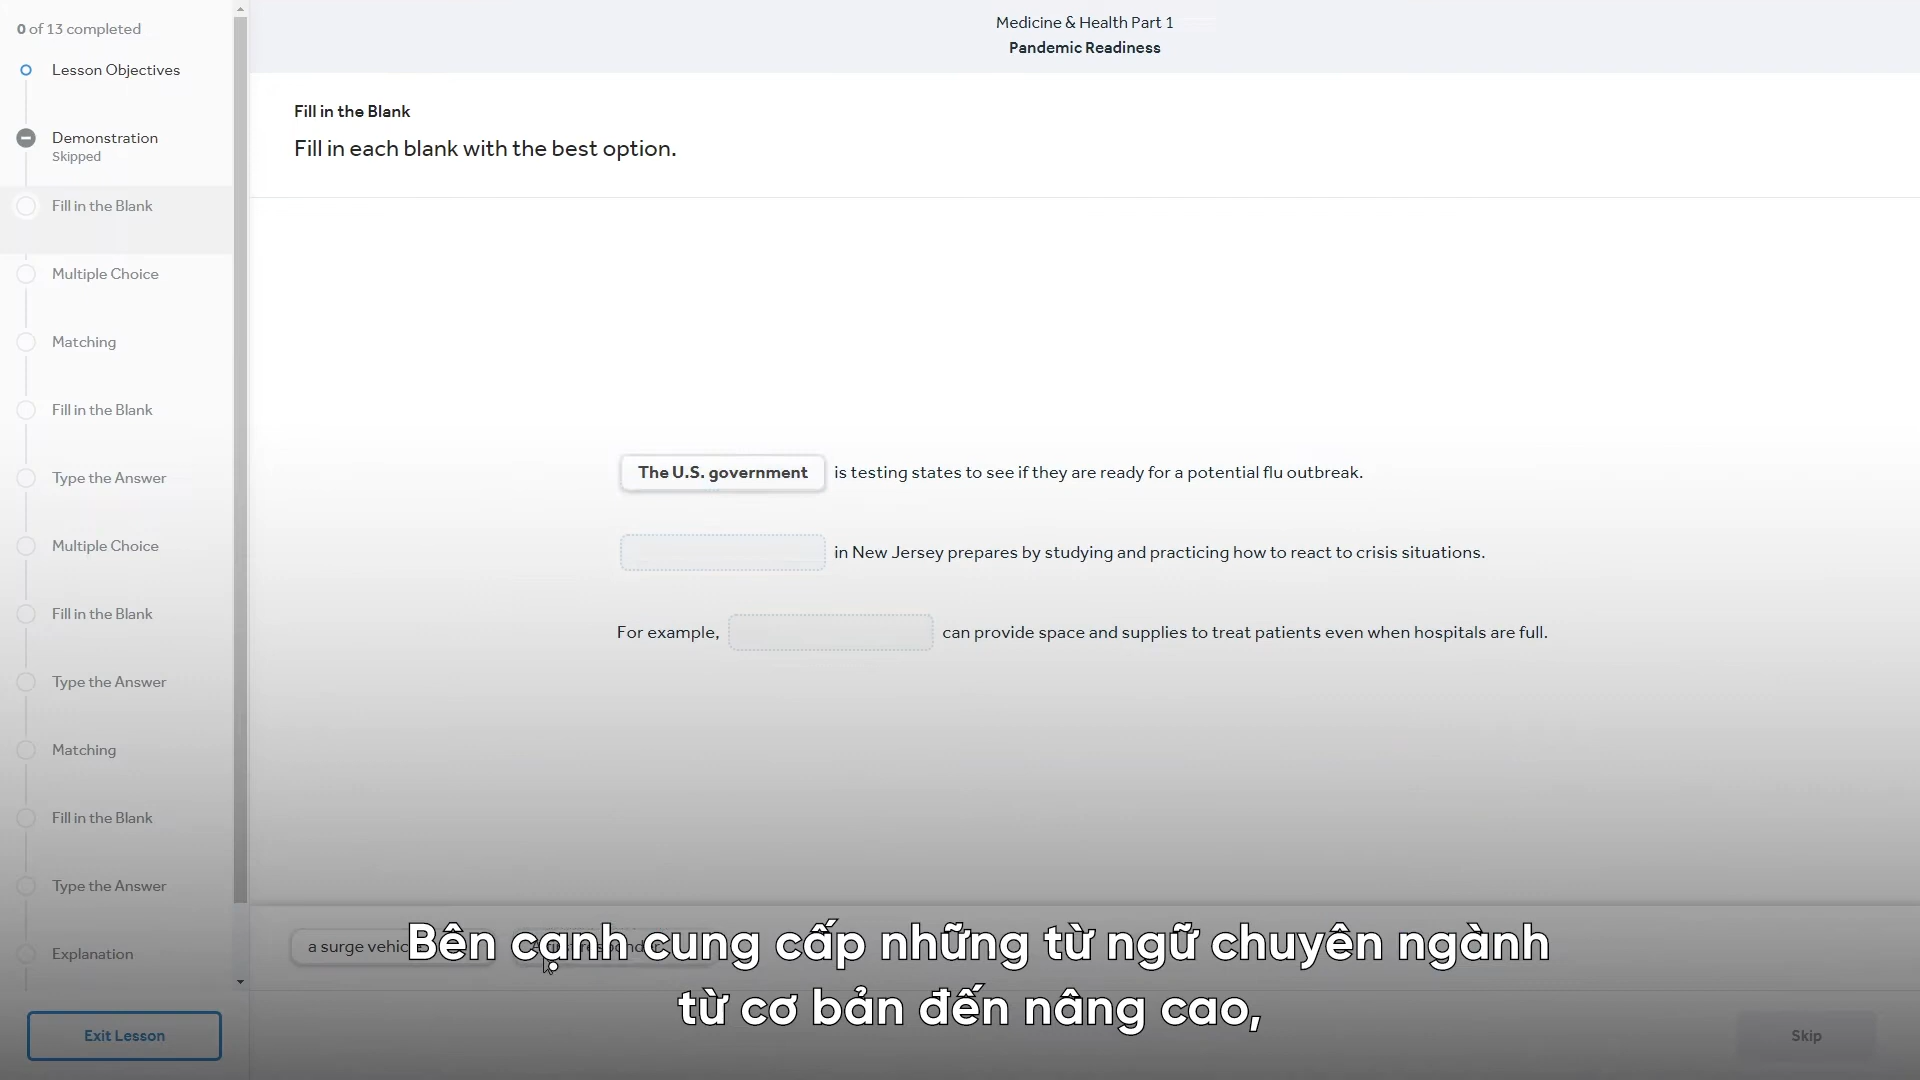 0 of 13 completed
Lesson Objectives
Demonstration
Skipped
Fill in the Blank
Multiple Choice
Matching
Fill in the Blank
Type the Answer
Multiple Choice
Fill in the Blank
Type the Answer
Matching
Fill in the Blank
Type the Answer
Explanation
Exit Lesson
Medicine & Health Part 1
Pandemic Readiness
Fill in the Blank
Fill in each blank with the best option.
The U.S. government is testing states to see if they are ready for a potential flu outbreak.
in New Jersey prepares by studying and practicing how to react to crisis situations.
For example, can provide space and supplies to treat patients even when hospitals are full.
a surge
Bên cạnh cung cấp những từ ngữ chuyên ngành
từ cơ bản đến nâng cao,
Skip